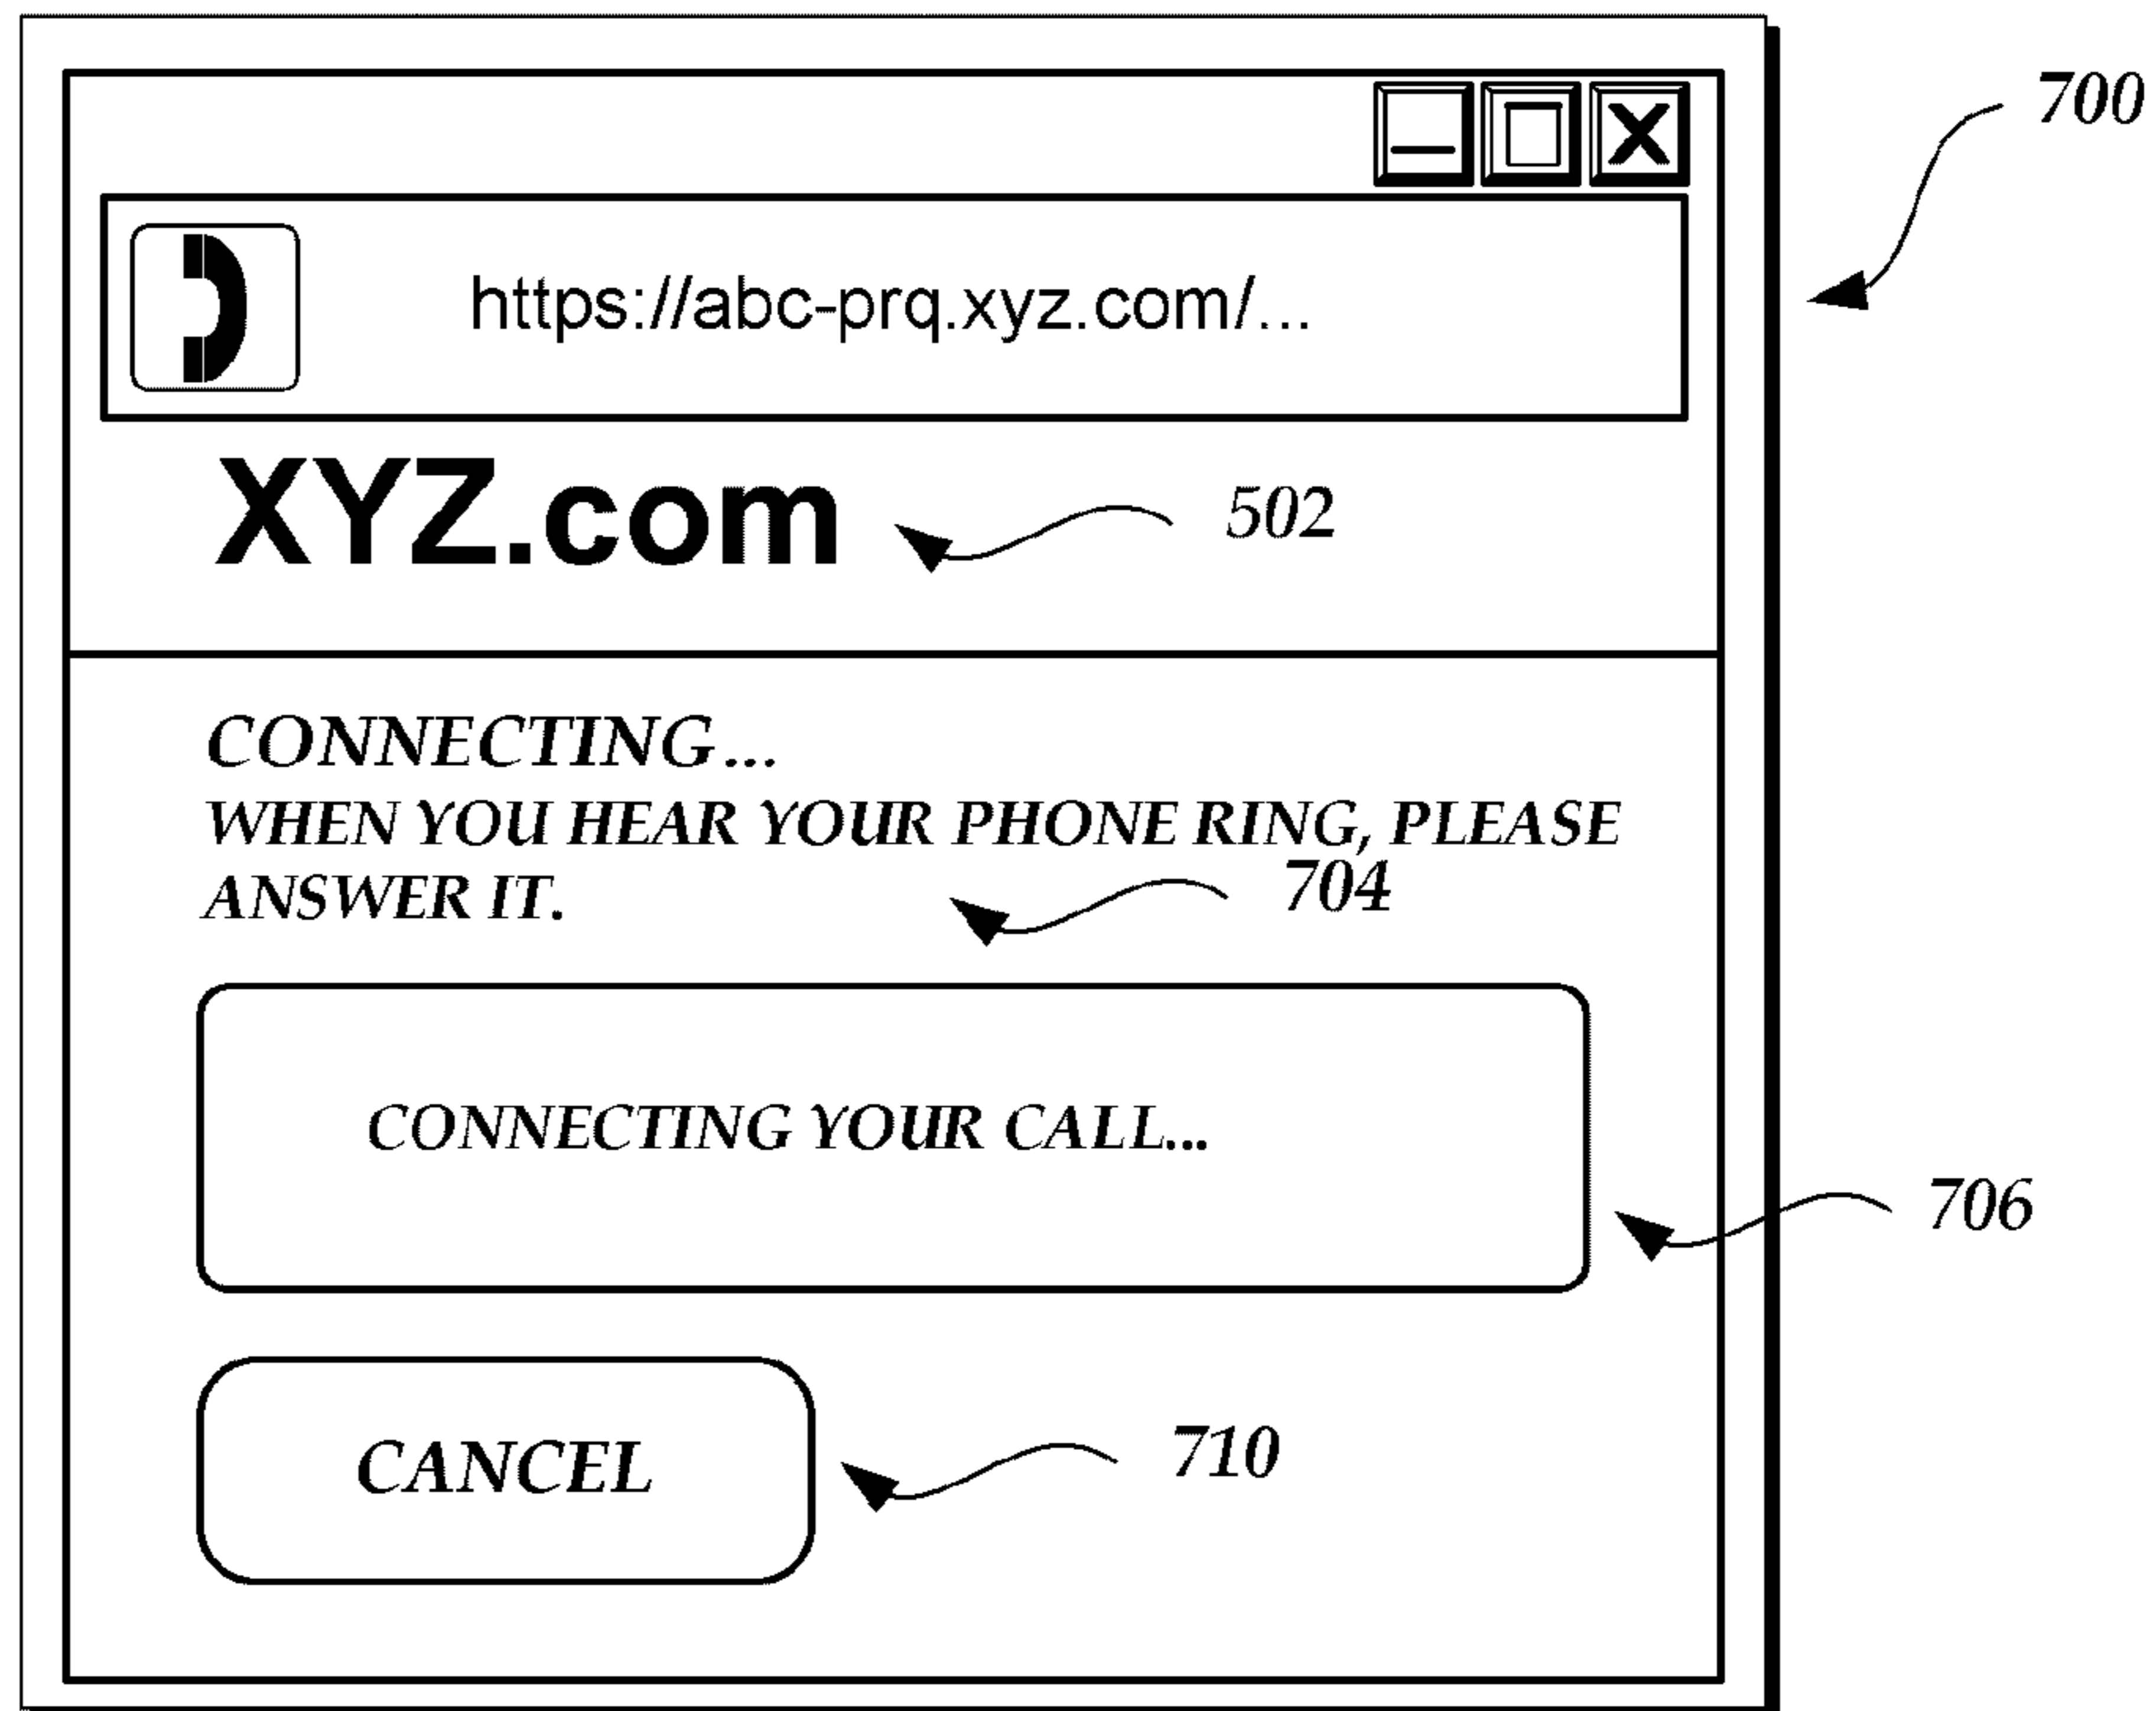 700
https://abc-prq.xyz.com/...
XYZ.com
502
CONNECTING...
WHEN YOU HEAR YOUR PHONE RING, PLEASE
ANSWER IT.
704
CONNECTING YOUR CALL...
706
CANCEL
710